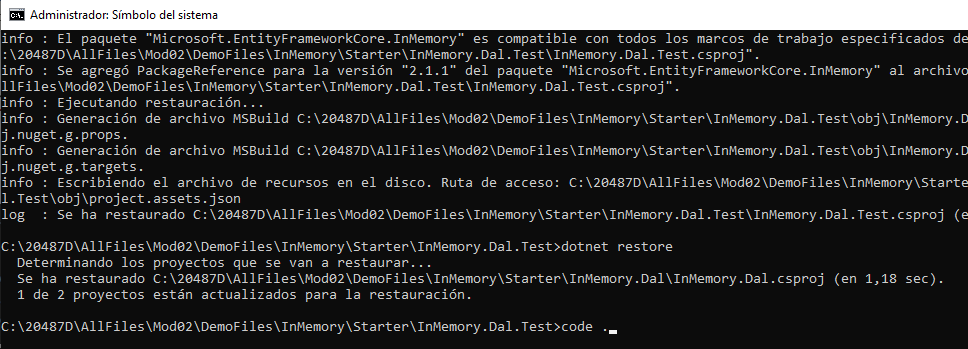 Administrador: Símbolo del sistema
info : El paquete "Microsoft.EntityFrameworkCore.InMemory" es compatible con todos los marcos de trabajo especificados de
:\20487D\AllFiles\Mod02\DemoFiles\InMemory\Starter\InMemory.Dal.Test\InMemory.Dal.Test.csproj".
info : Se agregó PackageReference para la versión "2.1.1" del paquete "Microsoft.EntityFrameworkCore.InMemory" al archivo
llFiles\Mod02\DemoFiles\InMemory\Starter\InMemory.Dal.Test\InMemory.Dal.Test.csproj".
info : Ejecutando restauración...
info : Generación de archivo MSBuild C:\20487D\AllFiles\Mod02\DemoFiles\InMemory\Starter\InMemory.Dal.Test\obj\InMemory.D
j.nuget.g.props.
info : Generación de archivo MSBuild C:\20487D\AllFiles\Mod02\DemoFiles\InMemory\Starter\InMemory.Dal.Test\obj\InMemory.D
j.nuget.g.targets.
info : Escribiendo el archivo de recursos en el disco. Ruta de acceso: C:\20487D\AllFiles\Mod02\DemoFiles\InMemory\Starte
l.Test\obj\project.assets.json
log  : Se ha restaurado C:\20487D\AllFiles\Mod02\DemoFiles\InMemory\Starter\InMemory.Dal.Test\InMemory.Dal.Test.csproj (e
C:\20487D\AllFiles\Mod02\DemoFiles\InMemory\Starter\InMemory.Dal.Test>dotnet restore
Determinando los proyectos que se van a restaurar...
Se ha restaurado C:\20487D\AllFiles\Mod02\DemoFiles\InMemory\Starter\InMemory.Dal\InMemory.Dal.csproj (en 1,18 sec).
1 de 2 proyectos están actualizados para la restauración.
C:\20487D\AllFiles\Mod02\DemoFiles\InMemory\Starter\InMemory.Dal.Test>code .